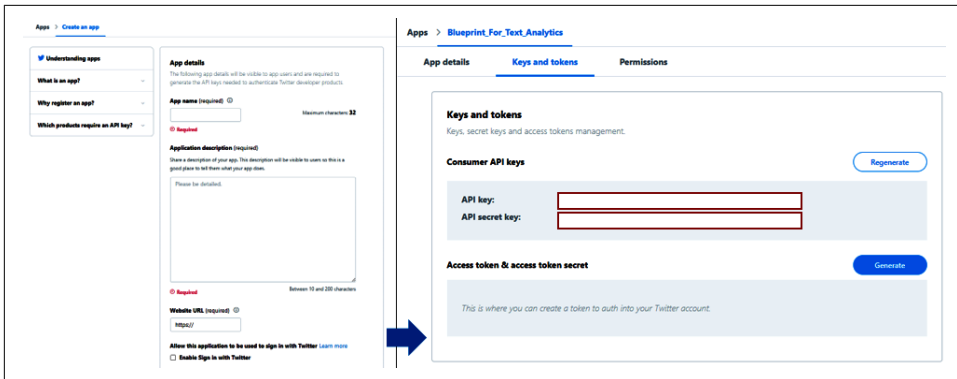 Apps > Create an app
Understanding apps
What is an app?
Why register an app?
Which products require an API key?
App details
The following app details will be visible to app users and are required to
generate the API keys needed to authenticate Twitter developer products
App name (required)
Maximum characters 32
Required
Application description (required)
Share a description of your app. This description will be visible to users so this is a
good place to tell them what your app does.
Please be detailed.
Required
Between 10 and 200 characters
Website URL (required)
https://
Allow this application to be used to sign in with Twitter Learn more
Enable Sign in with Twitter
Apps > Blueprint_For_Text_Analytics
App details Keys and tokens Permissions
Keys and tokens
Keys, secret keys and access tokens management.
Consumer API keys
Regenerate
API key:
API secret key:
Access token & access token secret
Generate
This is where you can create a token to auth into your Twitter account.